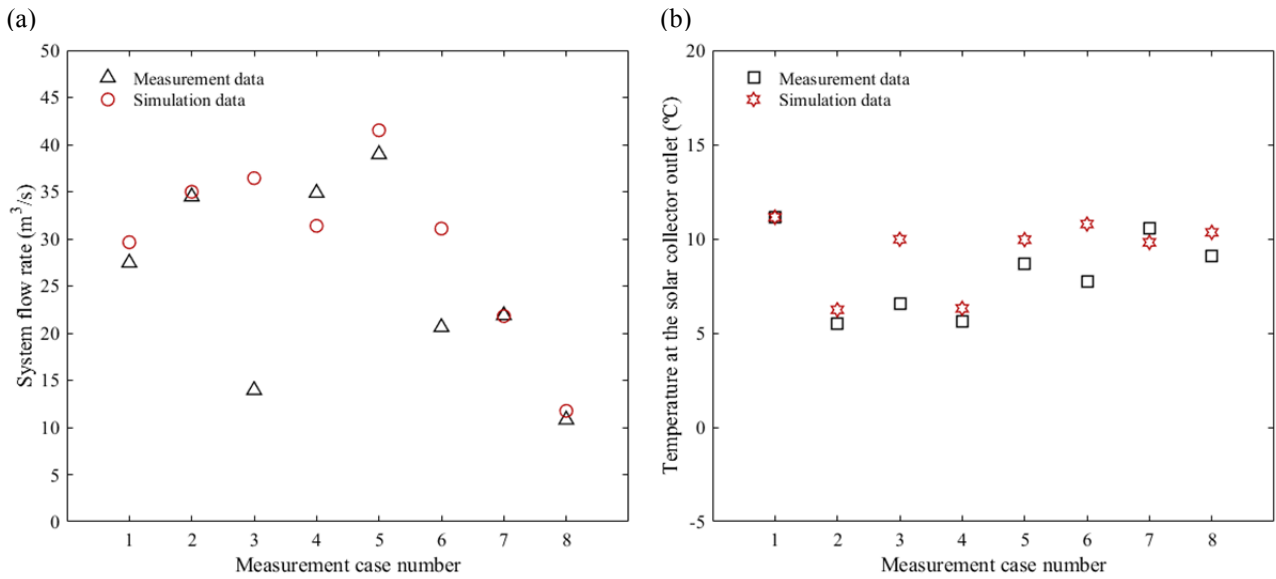 (a)
50
45
40
35
30
25
20
15
10
5
0
System flow rate (m³/s)
Measurement data
Simulation data
1 2 3 4 5 6 7 8
Measurement case number
(b)
20
15
10
5
0
-5
Temperature at the solar collector outlet (ºC)
Measurement data
Simulation data
1 2 3 4 5 6 7 8
Measurement case number